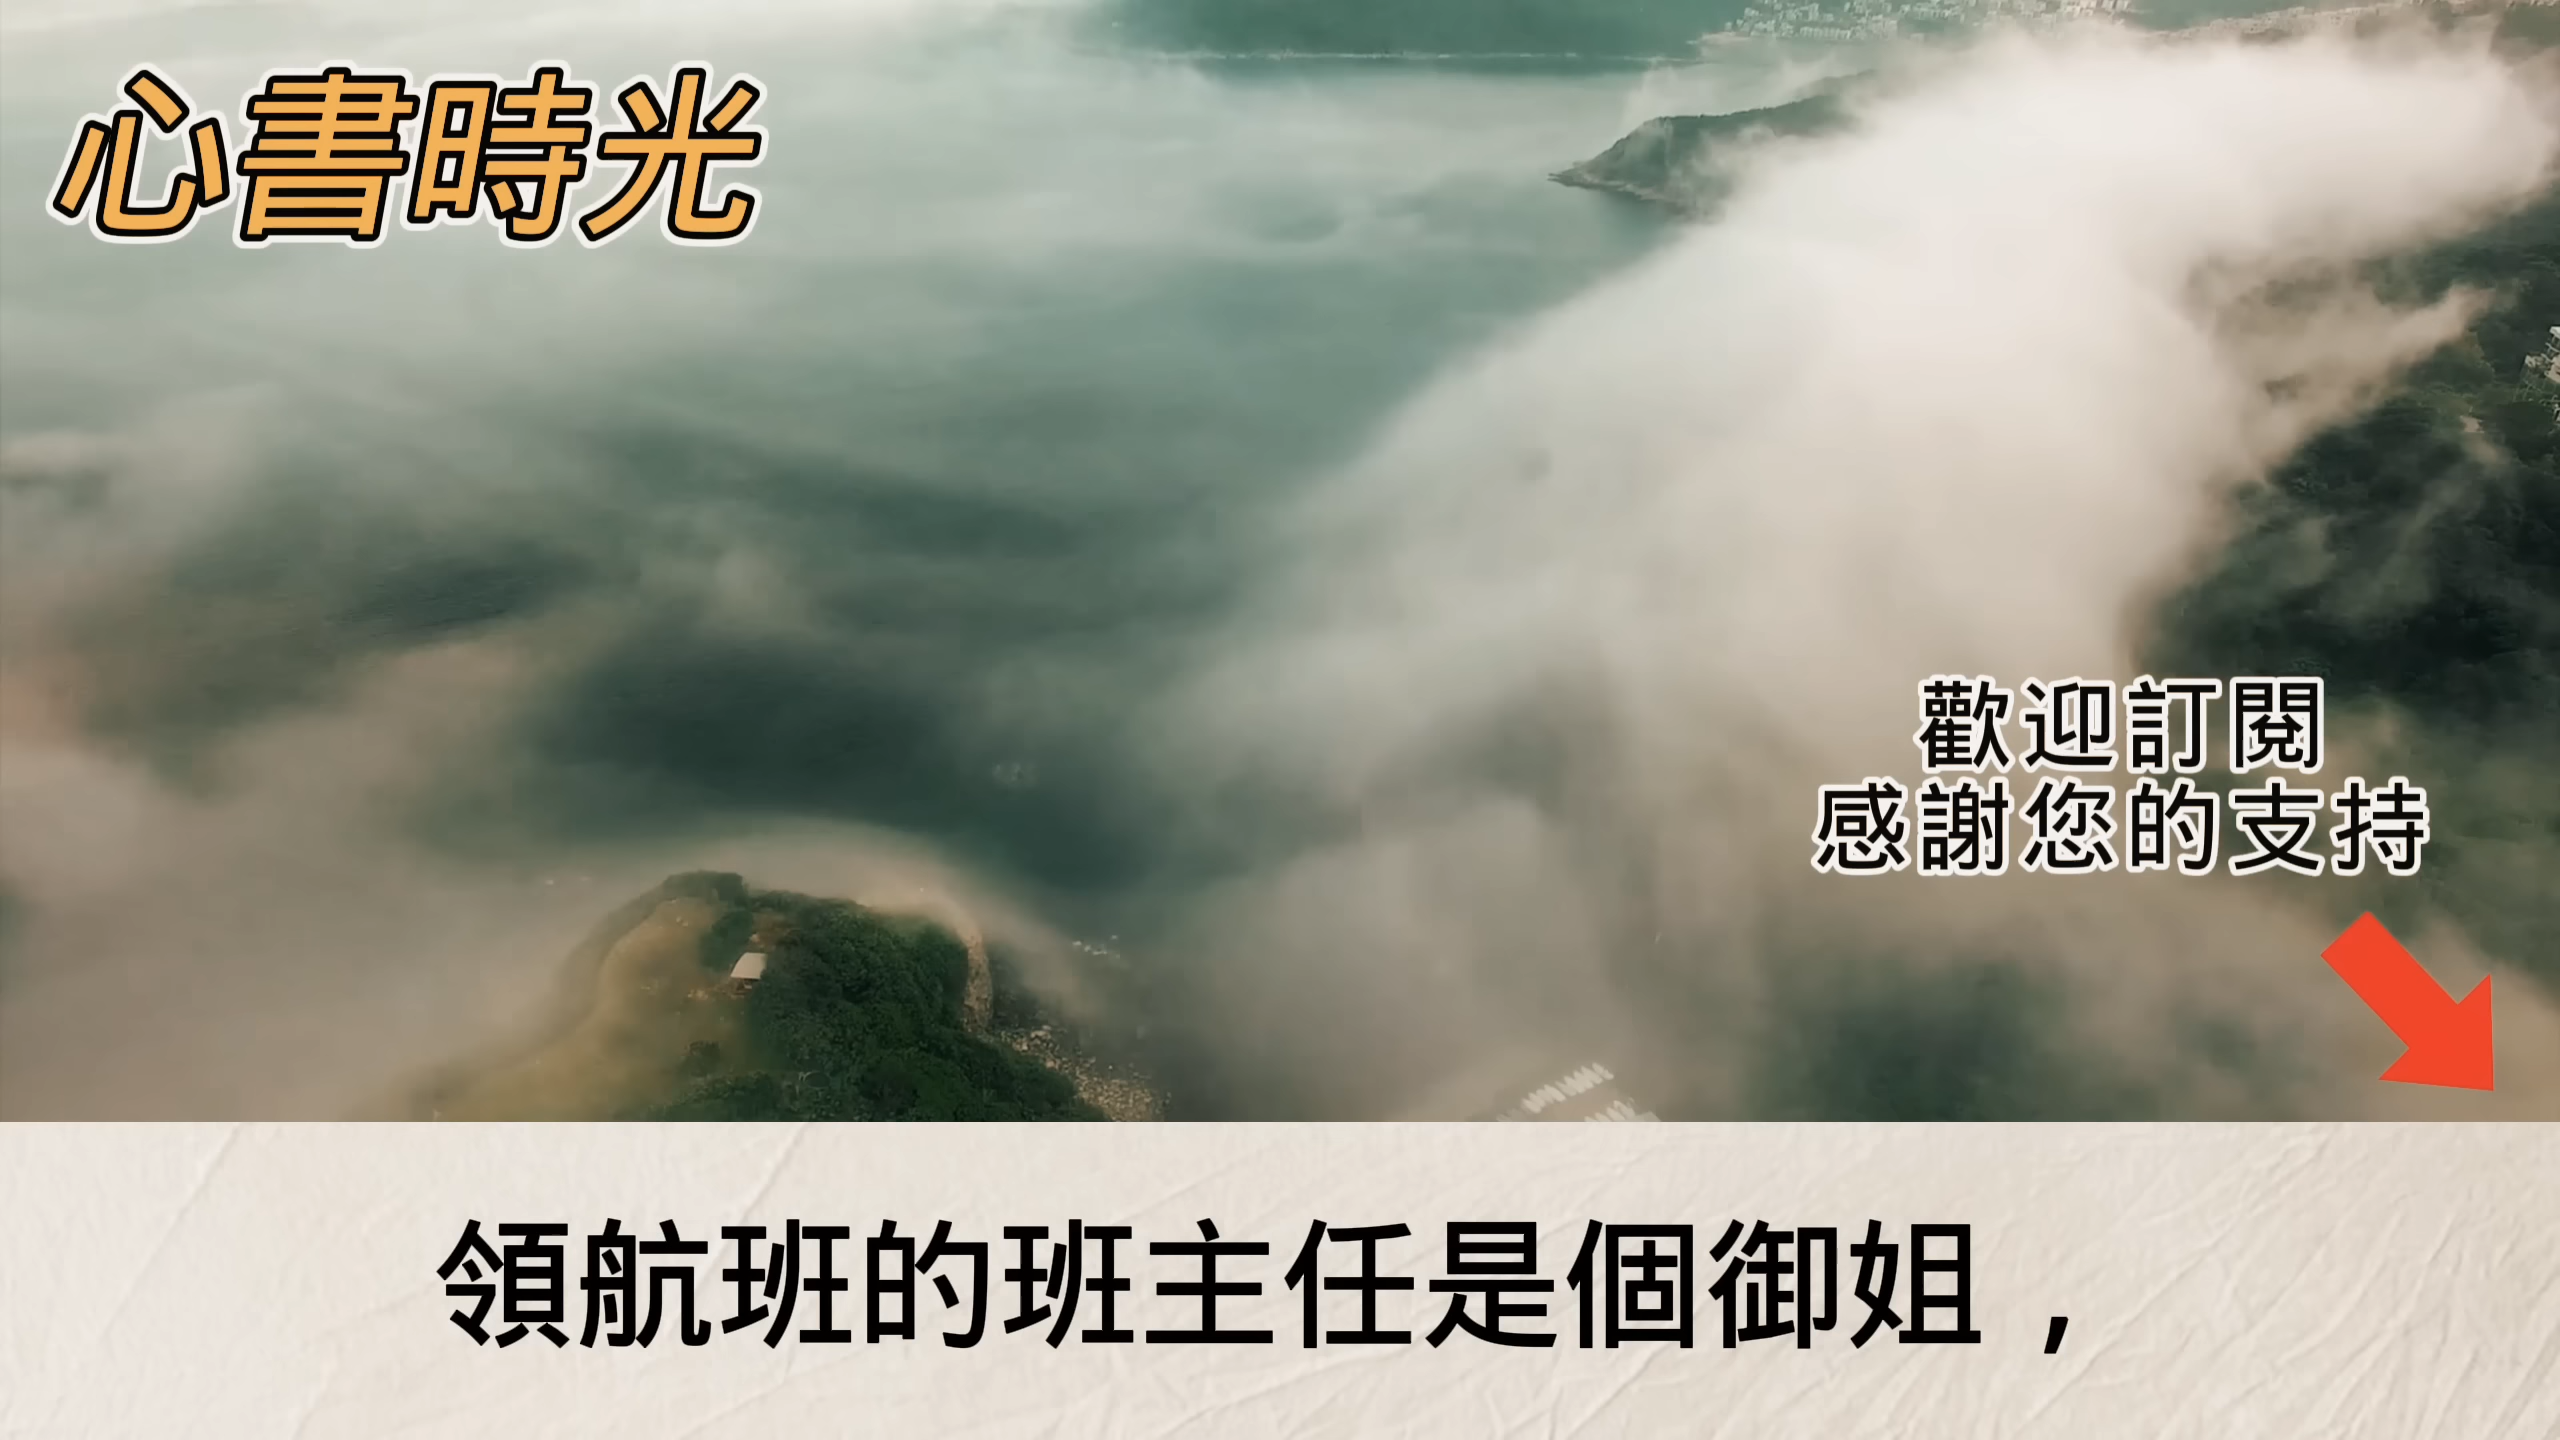 心書時光
歡迎訂閱
感謝您的支持
領航班的班主任是個御姐，